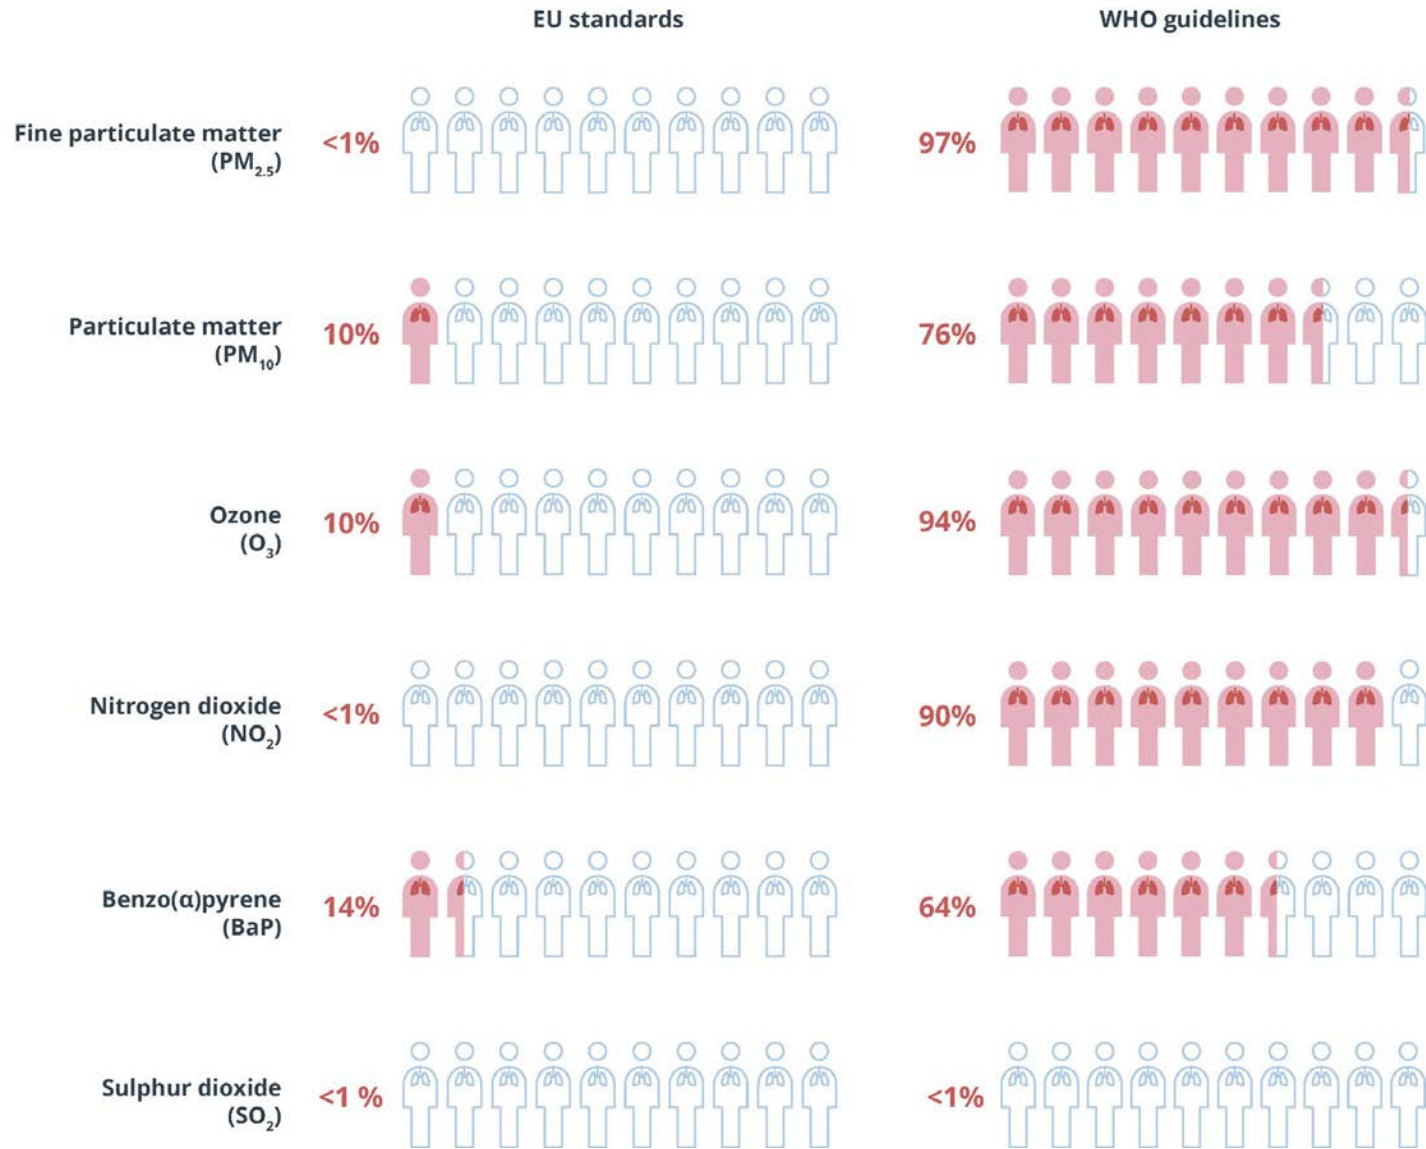 EU standards
WHO guidelines
Fine particulate matter
(PM₂.₅)
<1%
97%
Particulate matter
(PM₁₀)
10%
76%
Ozone
(O₃)
10%
94%
Nitrogen dioxide
(NO₂)
<1%
90%
Benzo(α)pyrene
(BaP)
14%
64%
Sulphur dioxide
(SO₂)
<1 %
<1%